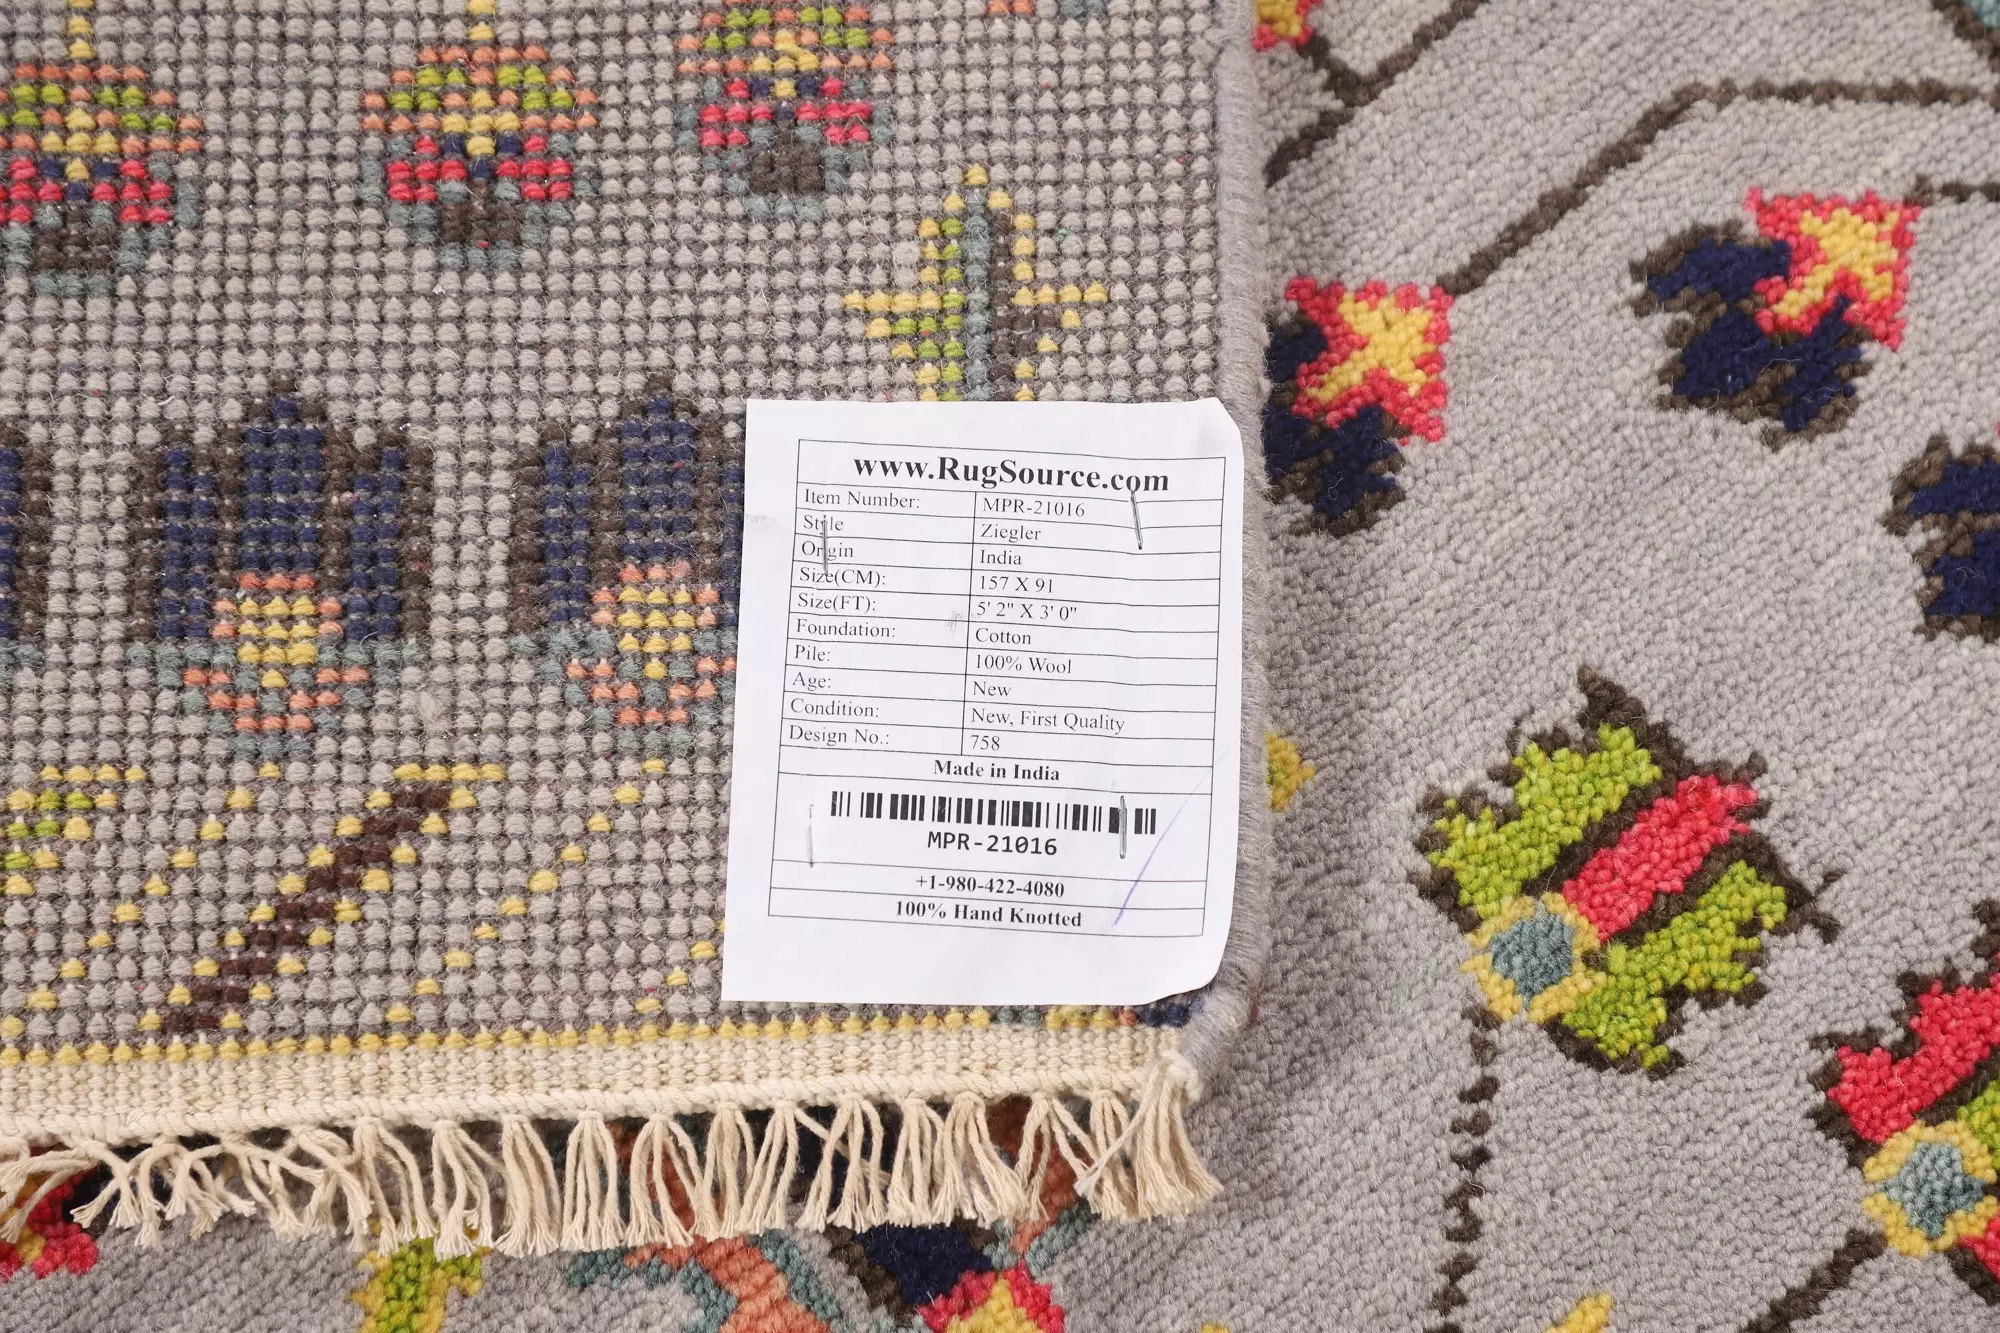 www.RugSource.com
Item Number: MPR-21016
Style Ziegler
Origin India
Size(CM): 157 X 91
Size(FT): 5' 2" X 3' 0"
Foundation: Cotton
Pile: 100% Wool
Age: New
Condition: New, First Quality
Design No.: 758
Made in India
MPR-21016
+1-980-422-4080
100% Hand Knotted